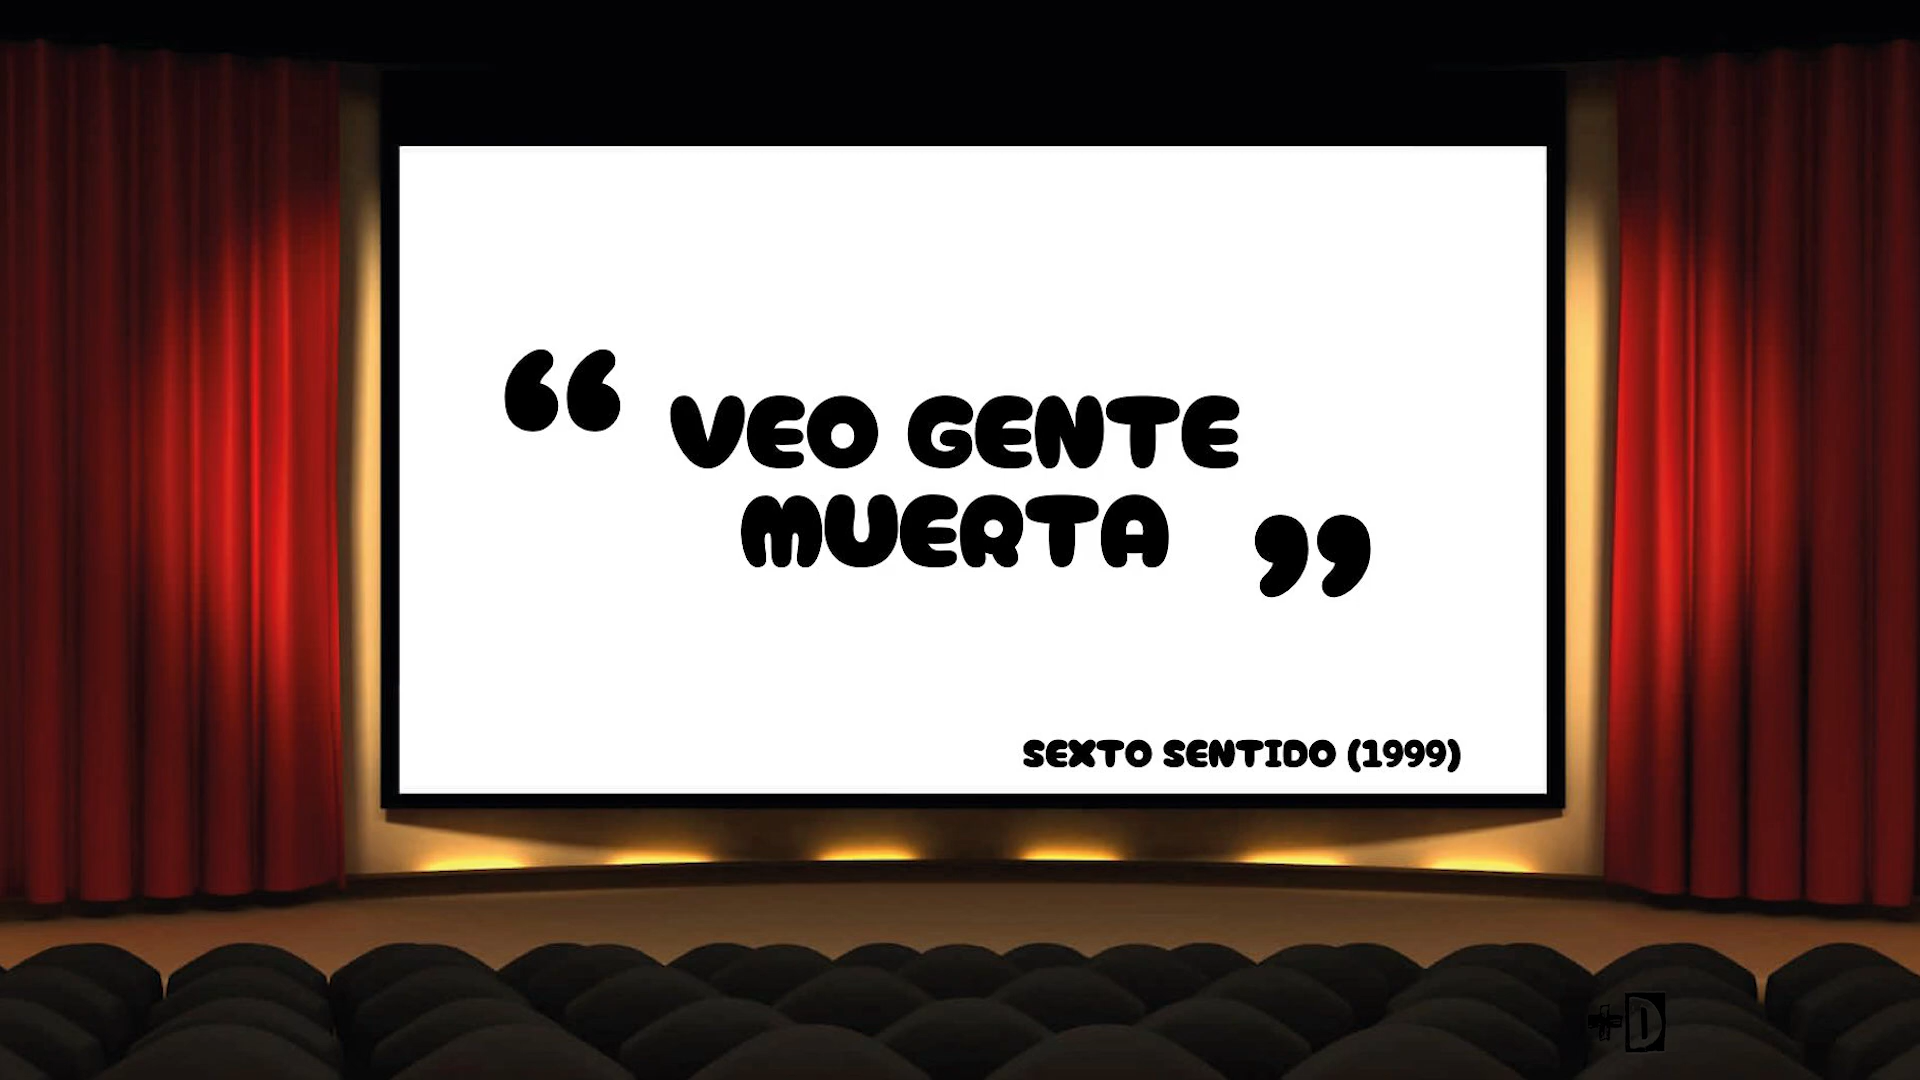 “ VEO GENTE
MUERTA ”
SEXTO SENTIDO (1999)
+D